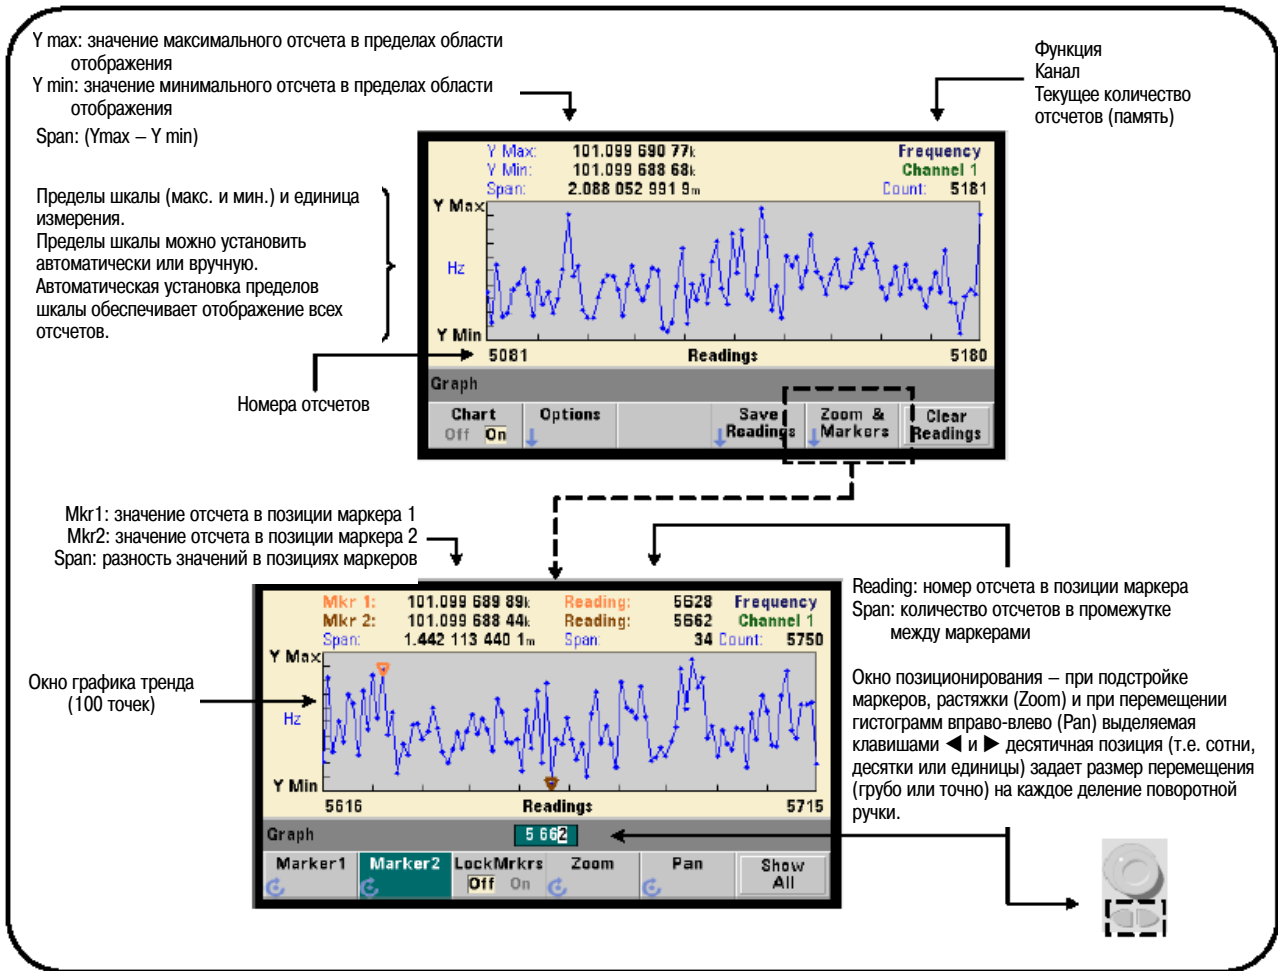 Y max: значение максимального отсчета в пределах области
отображения
Y min: значение минимального отсчета в пределах области
отображения
Span: (Ymax – Y min)
Функция
Канал
Текущее количество
отсчетов (память)
Пределы шкалы (макс. и мин.) и единица
измерения.
Пределы шкалы можно установить
автоматически или вручную.
Автоматическая установка пределов
шкалы обеспечивает отображение всех
отсчетов.
Номера отсчетов
Y Max: 101.099 690 77k Frequency
Y Min: 101.099 688 68k Channel 1
Span: 2.088 052 991 9m Count: 5181
Y Max
Hz
Y Min
5081 Readings 5180
Graph
Chart Off On
Options
Save Readings
Zoom & Markers
Clear Readings
Mkr1: значение отсчета в позиции маркера 1
Mkr2: значение отсчета в позиции маркера 2
Span: разность значений в позициях маркеров
Reading: номер отсчета в позиции маркера
Span: количество отсчетов в промежутке
между маркерами
Окно графика тренда
(100 точек)
Mkr 1: 101.099 689 89k Reading: 5628 Frequency
Mkr 2: 101.099 688 44k Reading: 5662 Channel 1
Span: 1.442 113 440 1m Span: 34 Count: 5750
Y Max
Hz
Y Min
5616 Readings 5715
Graph 5 662
Marker1
Marker2
LockMrkrs Off On
Zoom
Pan
Show All
Окно позиционирования – при подстройке
маркеров, растяжки (Zoom) и при перемещении
гистограмм вправо-влево (Pan) выделяемая
клавишами ◀ и ▶ десятичная позиция (т.е. сотни,
десятки или единицы) задает размер перемещения
(грубо или точно) на каждое деление поворотной
ручки.